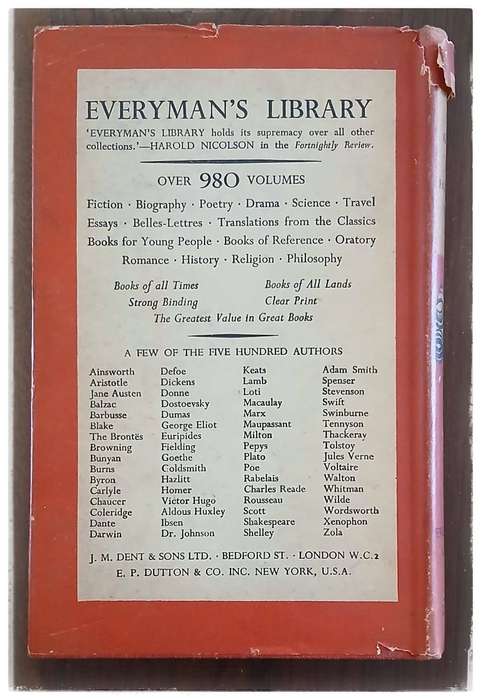 EVERYMAN'S LIBRARY
'EVERYMAN'S LIBRARY holds its supremacy over all other
collections.'—HAROLD NICOLSON in the Fortnightly Review.
OVER 980 VOLUMES
Fiction · Biography · Poetry · Drama · Science · Travel
Essays · Belles-Lettres · Translations from the Classics
Books for Young People · Books of Reference · Oratory
Romance · History · Religion · Philosophy
Books of all Times
Books of All Lands
Strong Binding
Clear Print
The Greatest Value in Great Books
A FEW OF THE FIVE HUNDRED AUTHORS
Ainsworth
Aristotle
Jane Austen
Balzac
Barbusse
Blake
The Brontës
Browning
Bunyan
Burns
Byron
Carlyle
Chaucer
Coleridge
Dante
Darwin
Defoe
Dickens
Donne
Dostoevsky
Dumas
George Eliot
Euripides
Fielding
Goethe
Goldsmith
Hazlitt
Homer
Victor Hugo
Aldous Huxley
Ibsen
Dr. Johnson
Keats
Lamb
Loti
Macaulay
Marx
Maupassant
Milton
Pepys
Plato
Poe
Rabelais
Charles Reade
Rousseau
Scott
Shakespeare
Shelley
Adam Smith
Spenser
Stevenson
Swift
Swinburne
Tennyson
Thackeray
Tolstoy
Jules Verne
Voltaire
Walton
Whitman
Wilde
Wordsworth
Xenophon
Zola
J. M. DENT & SONS LTD. · BEDFORD ST. · LONDON W.C.2
E. P. DUTTON & CO. INC. NEW YORK, U.S.A.